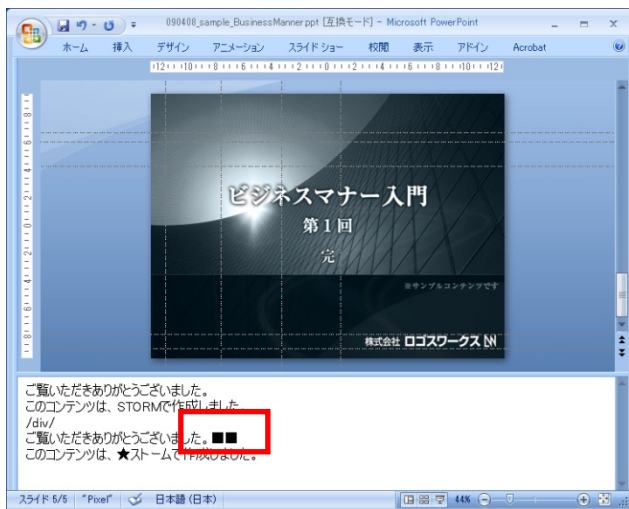 090408_sample_BusinessManner.ppt [互換モード] - Microsoft PowerPoint
ホーム 挿入 デザイン アニメーション スライド ショー 校閲 表示 アドイン Acrobat
ビジネスマナー入門
第1回
完
※サンプルコンテンツです
株式会社 ロゴスワークス
ご覧いただきありがとうございました。
このコンテンツは、STORMで作成しました。
/div/
ご覧いただきありがとうございました。■■
このコンテンツは、★ストームで作成しました。
スライド 5/5 "Pixel" 日本語 (日本) 44%